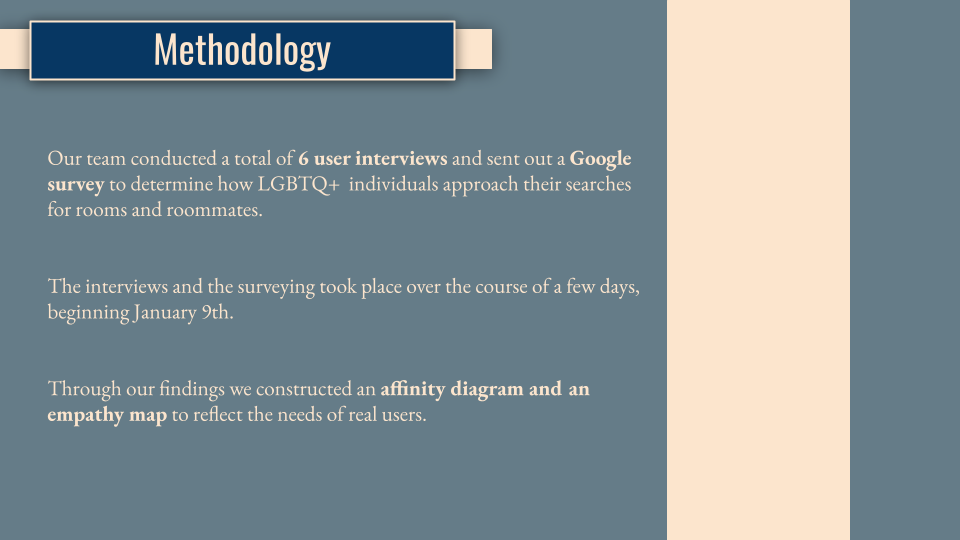 Methodology
Our team conducted a total of 6 user interviews and sent out a Google
survey to determine how LGBTQ+ individuals approach their searches
for rooms and roommates.
The interviews and the surveying took place over the course of a few days,
beginning January 9th.
Through our findings we constructed an affinity diagram and an
empathy map to reflect the needs of real users.